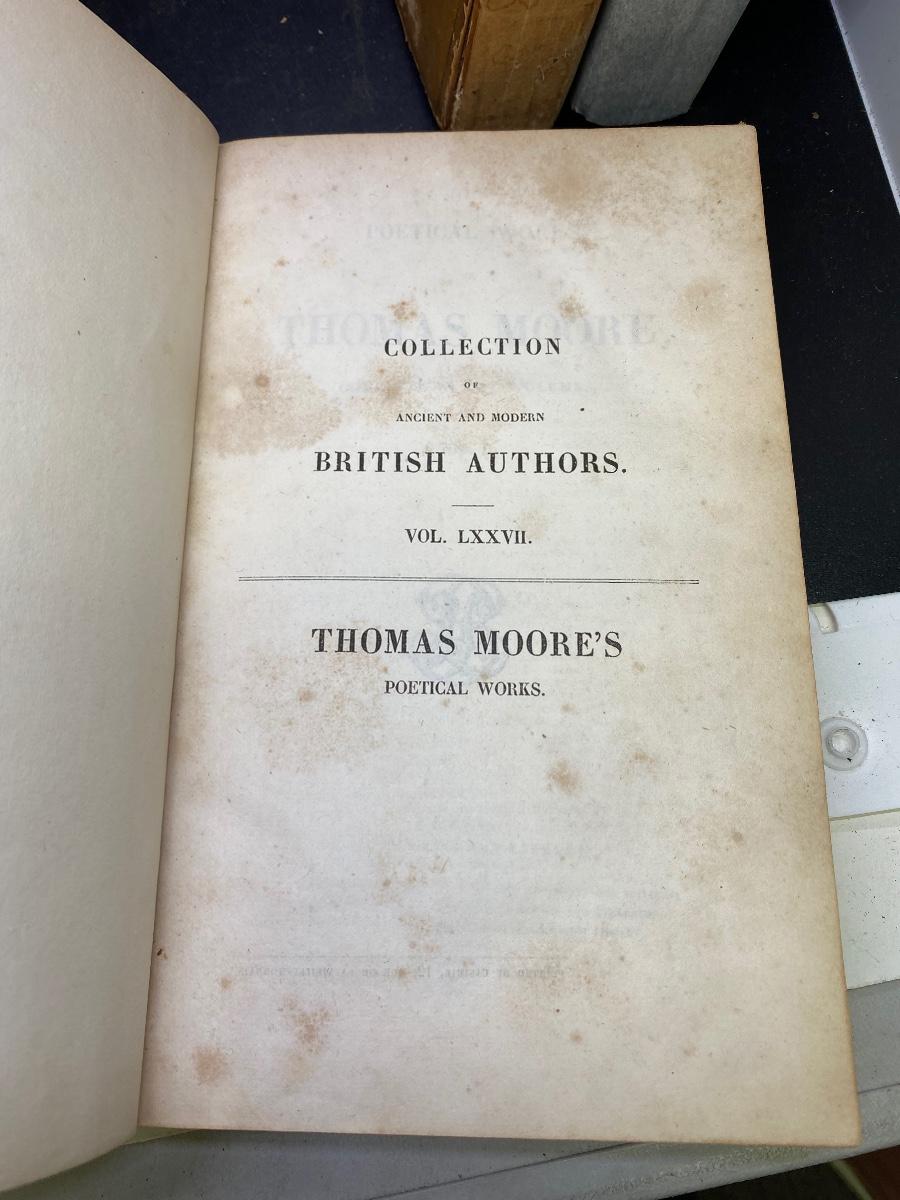 COLLECTION
OF
ANCIENT AND MODERN
BRITISH AUTHORS.
VOL. LXXVII.
THOMAS MOORE'S
POETICAL WORKS.